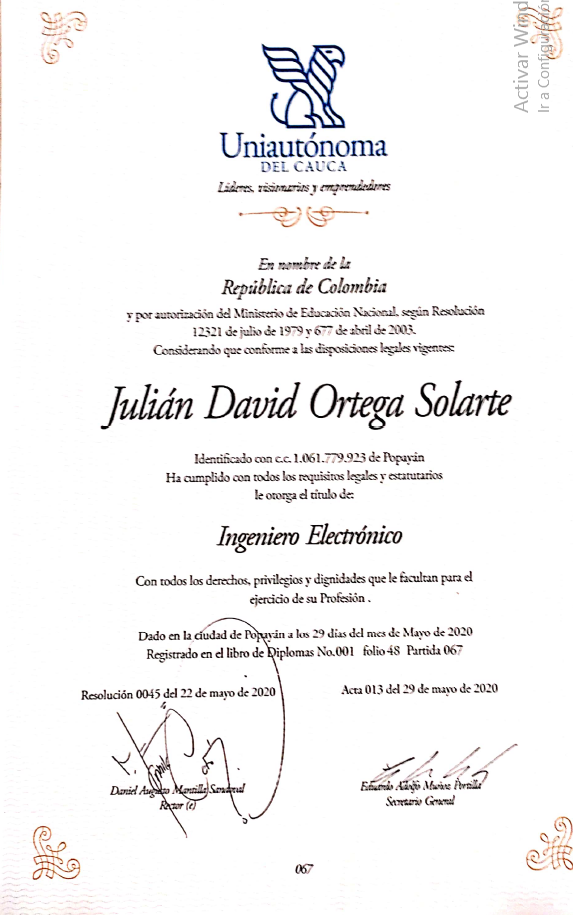 Activar Wind
Ir a Configuración
Uniautónoma
DEL CAUCA
Líderes, visionarios y emprendedores
En nombre de la
República de Colombia
y por autorización del Ministerio de Educación Nacional, según Resolución
12321 de julio de 1979 y 677 de abril de 2003.
Considerando que conforme a las disposiciones legales vigentes:
Julián David Ortega Solarte
Identificado con c.c. 1.061.779.923 de Popayán
Ha cumplido con todos los requisitos legales y estatutarios
le otorga el título de:
Ingeniero Electrónico
Con todos los derechos, privilegios y dignidades que le facultan para el
ejercicio de su Profesión .
Dado en la ciudad de Popayán a los 29 días del mes de Mayo de 2020
Registrado en el libro de Diplomas No.001 folio 48 Partida 067
Resolución 0045 del 22 de mayo de 2020
Acta 013 del 29 de mayo de 2020
Daniel Augusto Mantilla Sandoval
Rector (e)
Eduardo Adolfo Muñoz Portilla
Secretario General
067